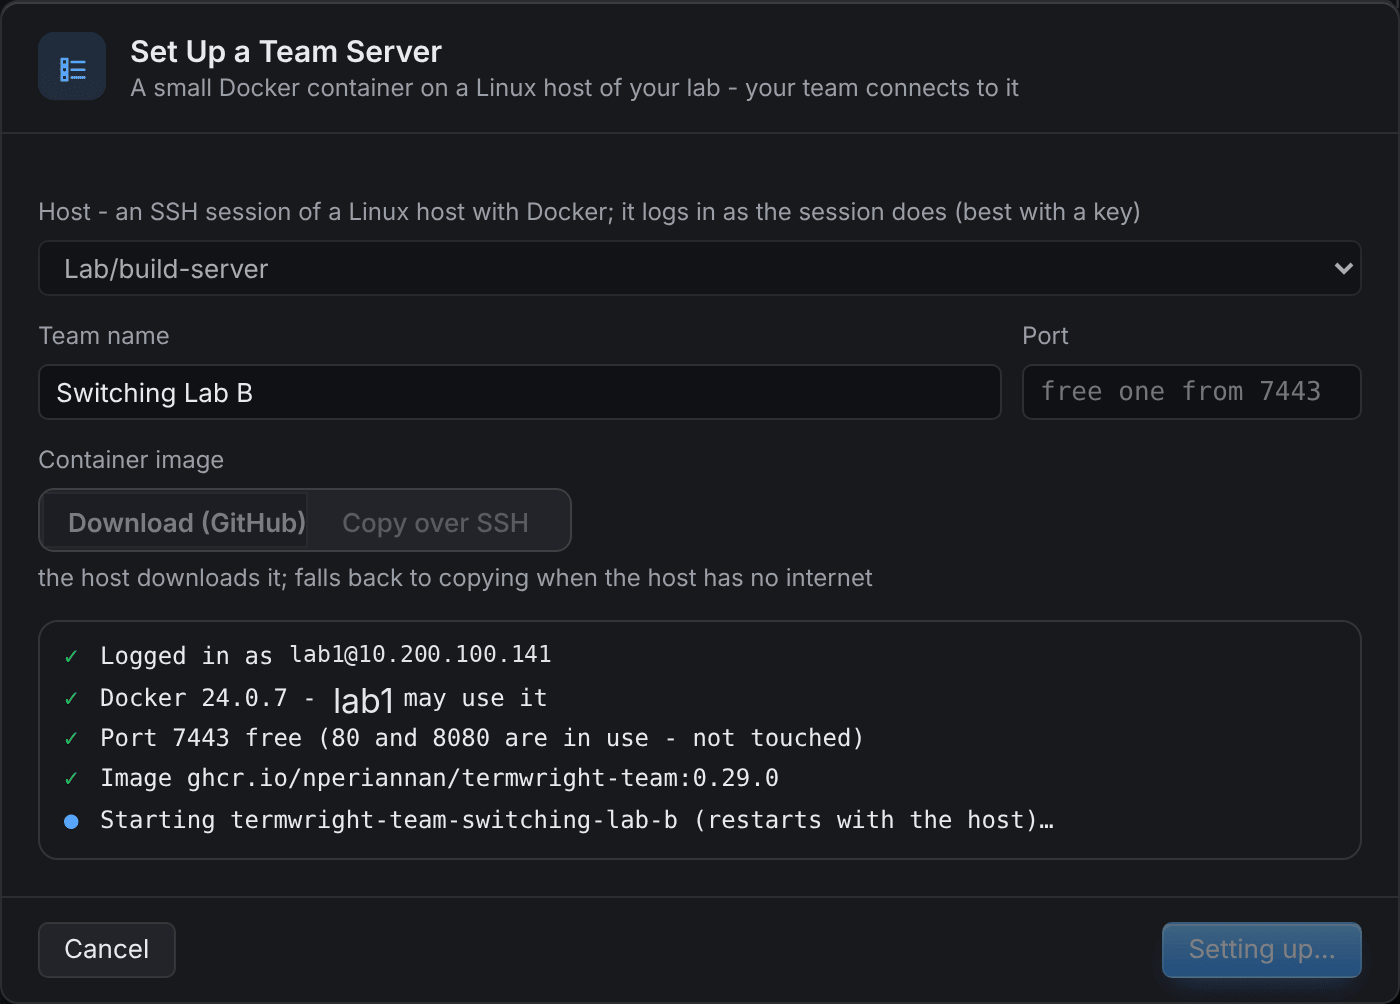 Set Up a Team Server
A small Docker container on a Linux host of your lab - your team connects to it
Host - an SSH session of a Linux host with Docker; it logs in as the session does (best with a key)
Lab/build-server
Team name
Port
Switching Lab B
free one from 7443
Container image
Download (GitHub)
Copy over SSH
the host downloads it; falls back to copying when the host has no internet
✓ Logged in as lab1@10.200.100.141
✓ Docker 24.0.7 - lab1 may use it
✓ Port 7443 free (80 and 8080 are in use - not touched)
✓ Image ghcr.io/nperiannan/termwright-team:0.29.0
● Starting termwright-team-switching-lab-b (restarts with the host)…
Cancel
Setting up...